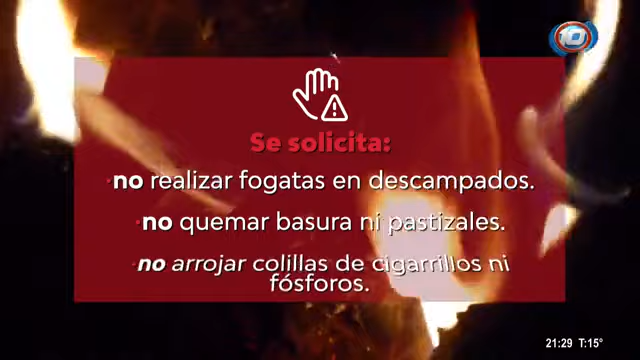 10
Se solicita:
·no realizar fogatas en descampados.
·no quemar basura ni pastizales.
·no arrojar colillas de cigarrillos ni
fósforos.
21:29 T:15°